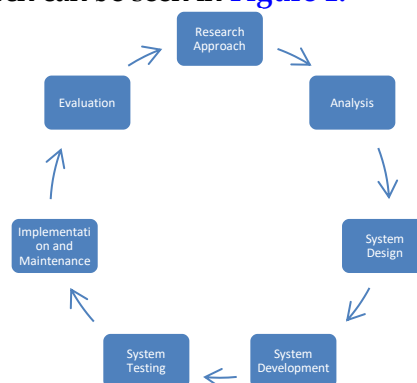 can be seen in Figure 1.
Research
Approach
Analysis
System
Design
System
Development
System
Testing
Implementati
on and
Maintenance
Evaluation